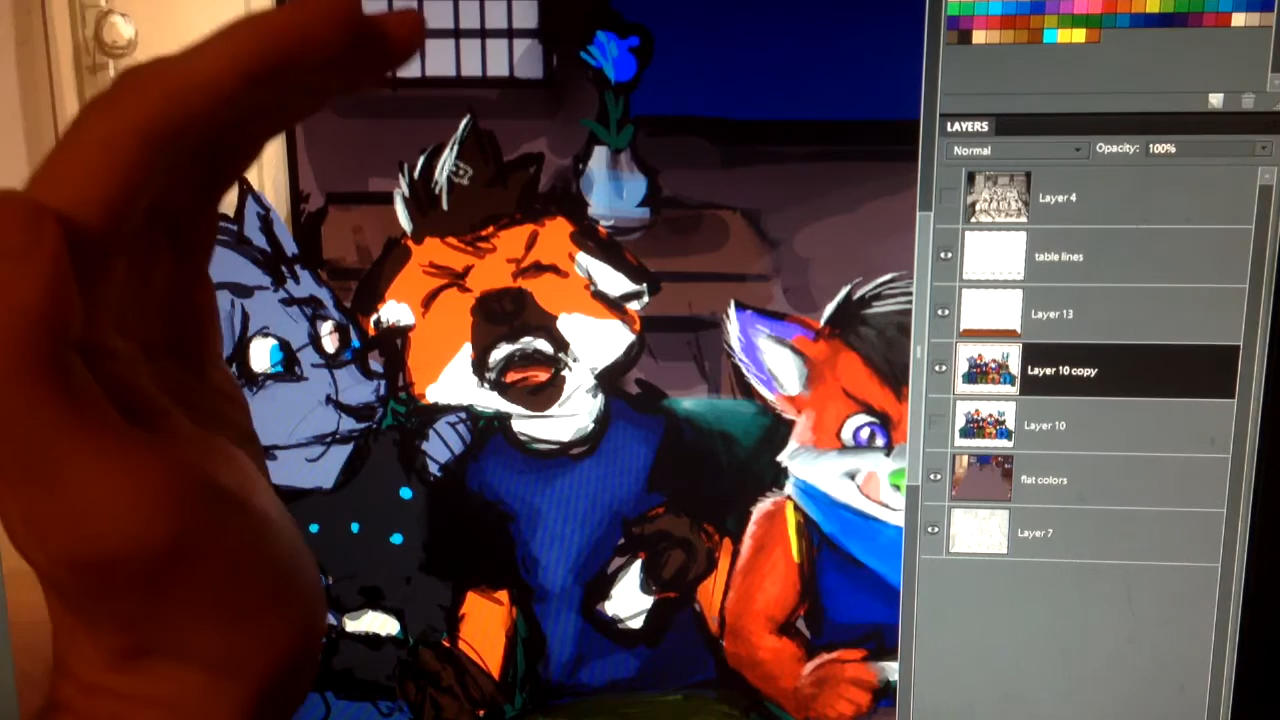 LAYERS
Normal
Opacity: 100%
Layer 4
table lines
Layer 13
Layer 10 copy
Layer 10
flat colors
Layer 7